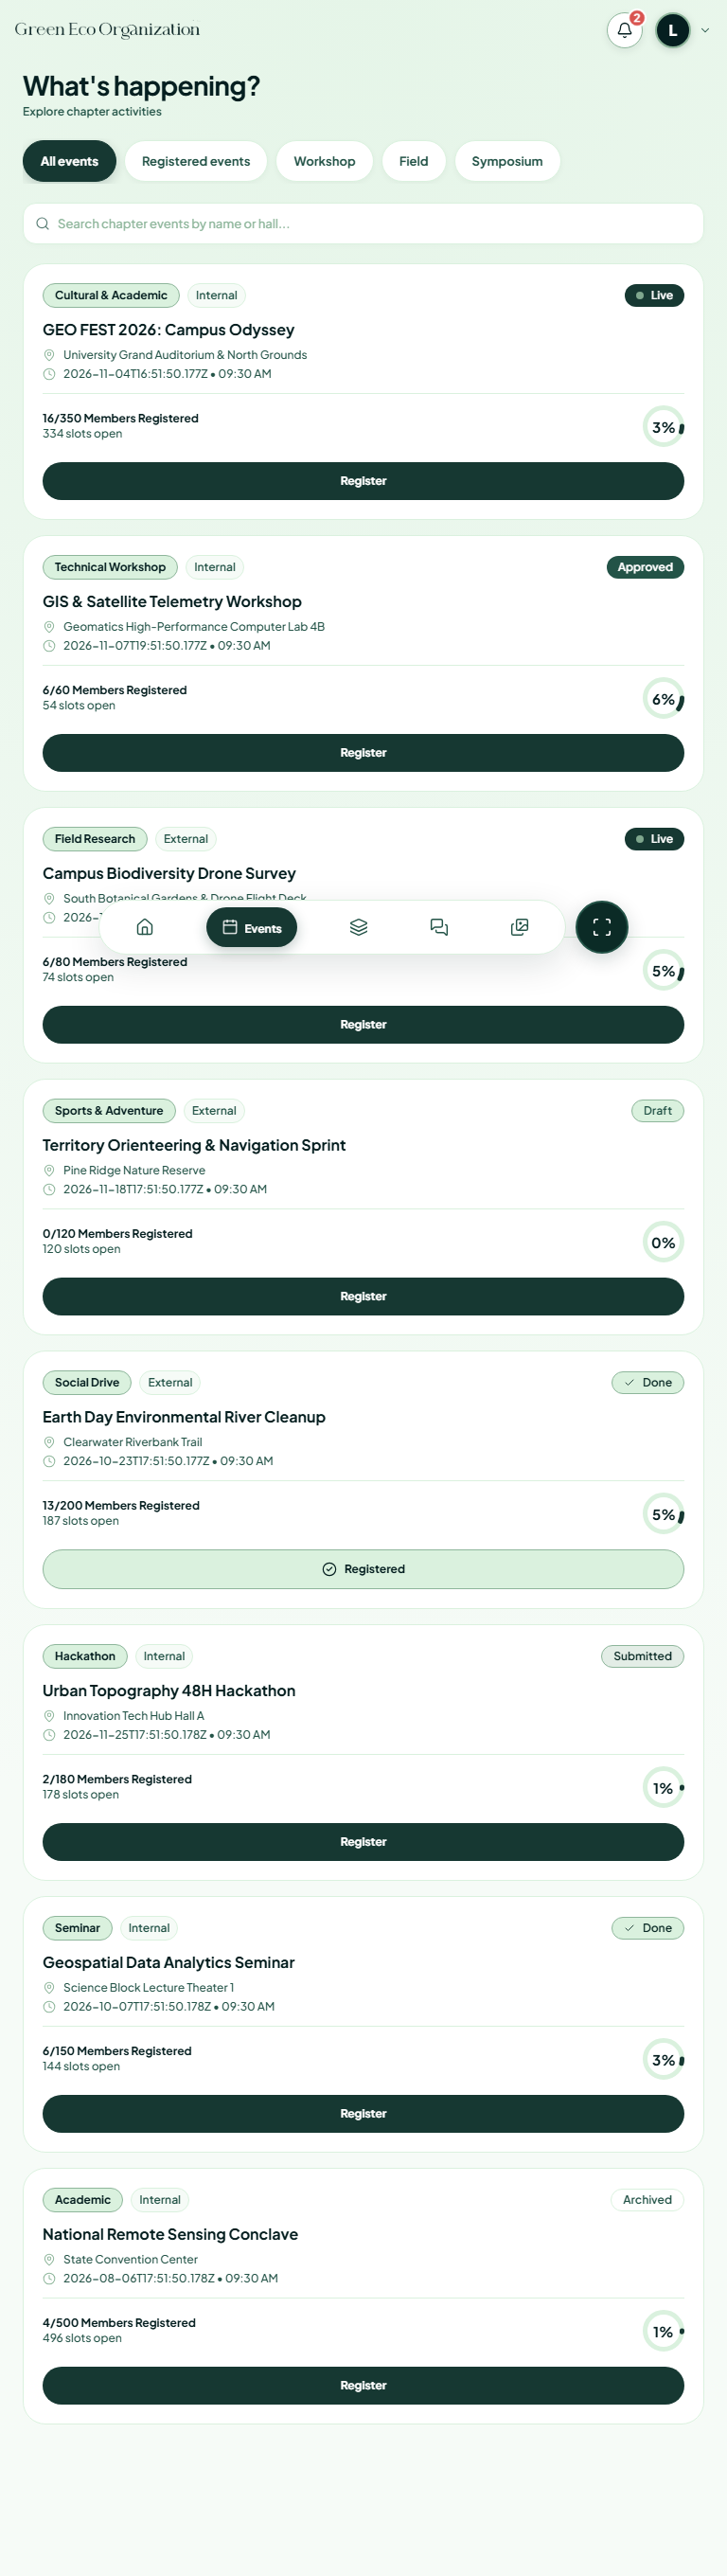 Green Eco Organization
2
L
What's happening?
Explore chapter activities
All events
Registered events
Workshop
Field
Symposium
Search chapter events by name or hall...
Cultural & Academic
Internal
Live
GEO FEST 2026: Campus Odyssey
University Grand Auditorium & North Grounds
2026-11-04T16:51:50.177Z • 09:30 AM
16/350 Members Registered
334 slots open
3%
Register
Technical Workshop
Internal
Approved
GIS & Satellite Telemetry Workshop
Geomatics High-Performance Computer Lab 4B
2026-11-07T19:51:50.177Z • 09:30 AM
6/60 Members Registered
54 slots open
6%
Register
Field Research
External
Live
Campus Biodiversity Drone Survey
South Botanical Gardens & Drone Flight Deck
2026-
Events
6/80 Members Registered
74 slots open
5%
Register
Sports & Adventure
External
Draft
Territory Orienteering & Navigation Sprint
Pine Ridge Nature Reserve
2026-11-18T17:51:50.177Z • 09:30 AM
0/120 Members Registered
120 slots open
0%
Register
Social Drive
External
Done
Earth Day Environmental River Cleanup
Clearwater Riverbank Trail
2026-10-23T17:51:50.177Z • 09:30 AM
13/200 Members Registered
187 slots open
5%
Registered
Hackathon
Internal
Submitted
Urban Topography 48H Hackathon
Innovation Tech Hub Hall A
2026-11-25T17:51:50.178Z • 09:30 AM
2/180 Members Registered
178 slots open
1%
Register
Seminar
Internal
Done
Geospatial Data Analytics Seminar
Science Block Lecture Theater 1
2026-10-07T17:51:50.178Z • 09:30 AM
6/150 Members Registered
144 slots open
3%
Register
Academic
Internal
Archived
National Remote Sensing Conclave
State Convention Center
2026-08-06T17:51:50.178Z • 09:30 AM
4/500 Members Registered
496 slots open
1%
Register